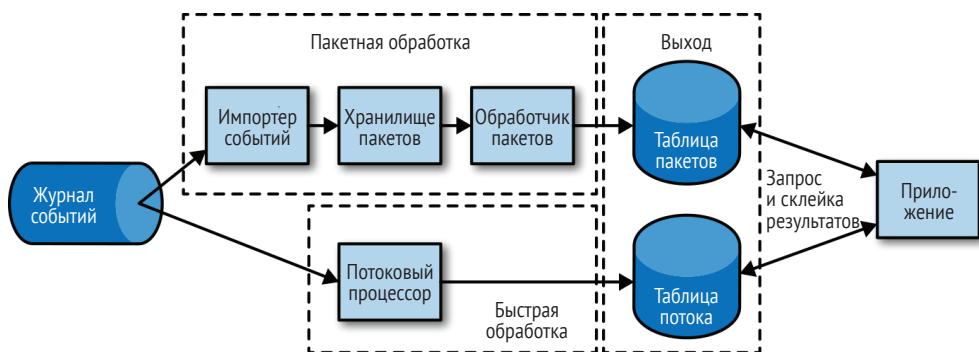 Пакетная обработка
Выход
Импортер
событий
Хранилище
пакетов
Обработчик
пакетов
Таблица
пакетов
Журнал
событий
Запрос
и склейка
результатов
Прило-
жение
Потоковый
процессор
Быстрая
обработка
Таблица
потока